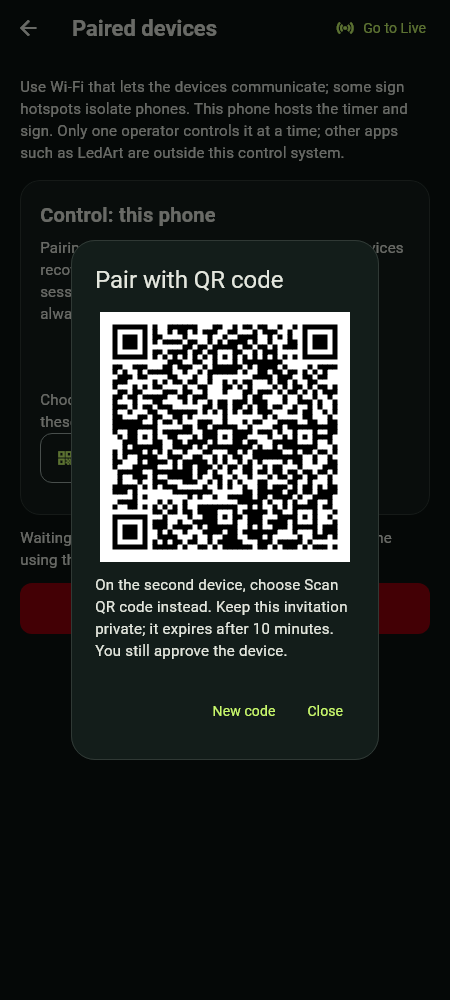 Paired devices
Go to Live
Use Wi-Fi that lets the devices communicate; some sign
hotspots isolate phones. This phone hosts the timer and
sign. Only one operator controls it at a time; other apps
such as LedArt are outside this control system.
Control: this phone
Pair with QR code
On the second device, choose Scan
QR code instead. Keep this invitation
private; it expires after 10 minutes.
You still approve the device.
New code
Close
Waiting